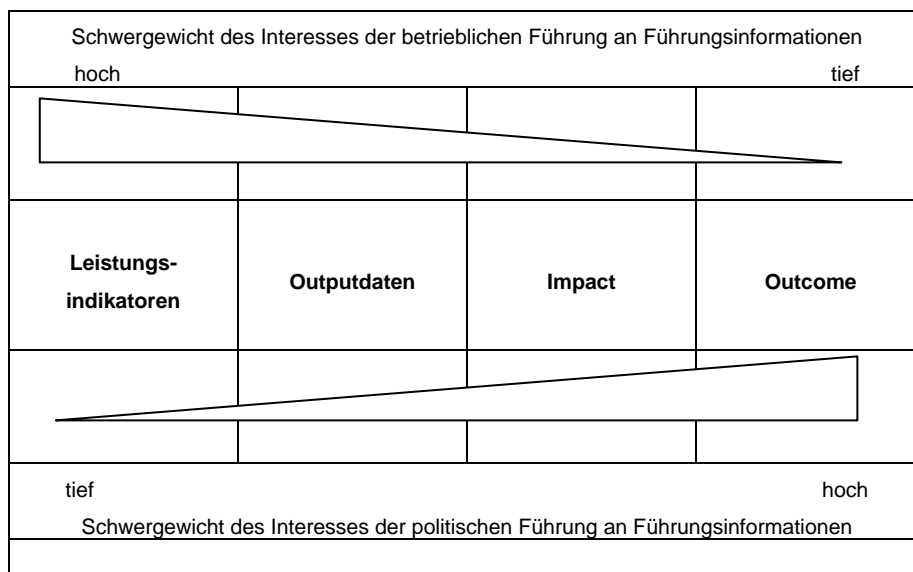 Schwergewicht des Interesses der betrieblichen Führung an Führungsinformationen
hoch tief
Leistungs-
indikatoren
Outputdaten
Impact
Outcome
tief hoch
Schwergewicht des Interesses der politischen Führung an Führungsinformationen